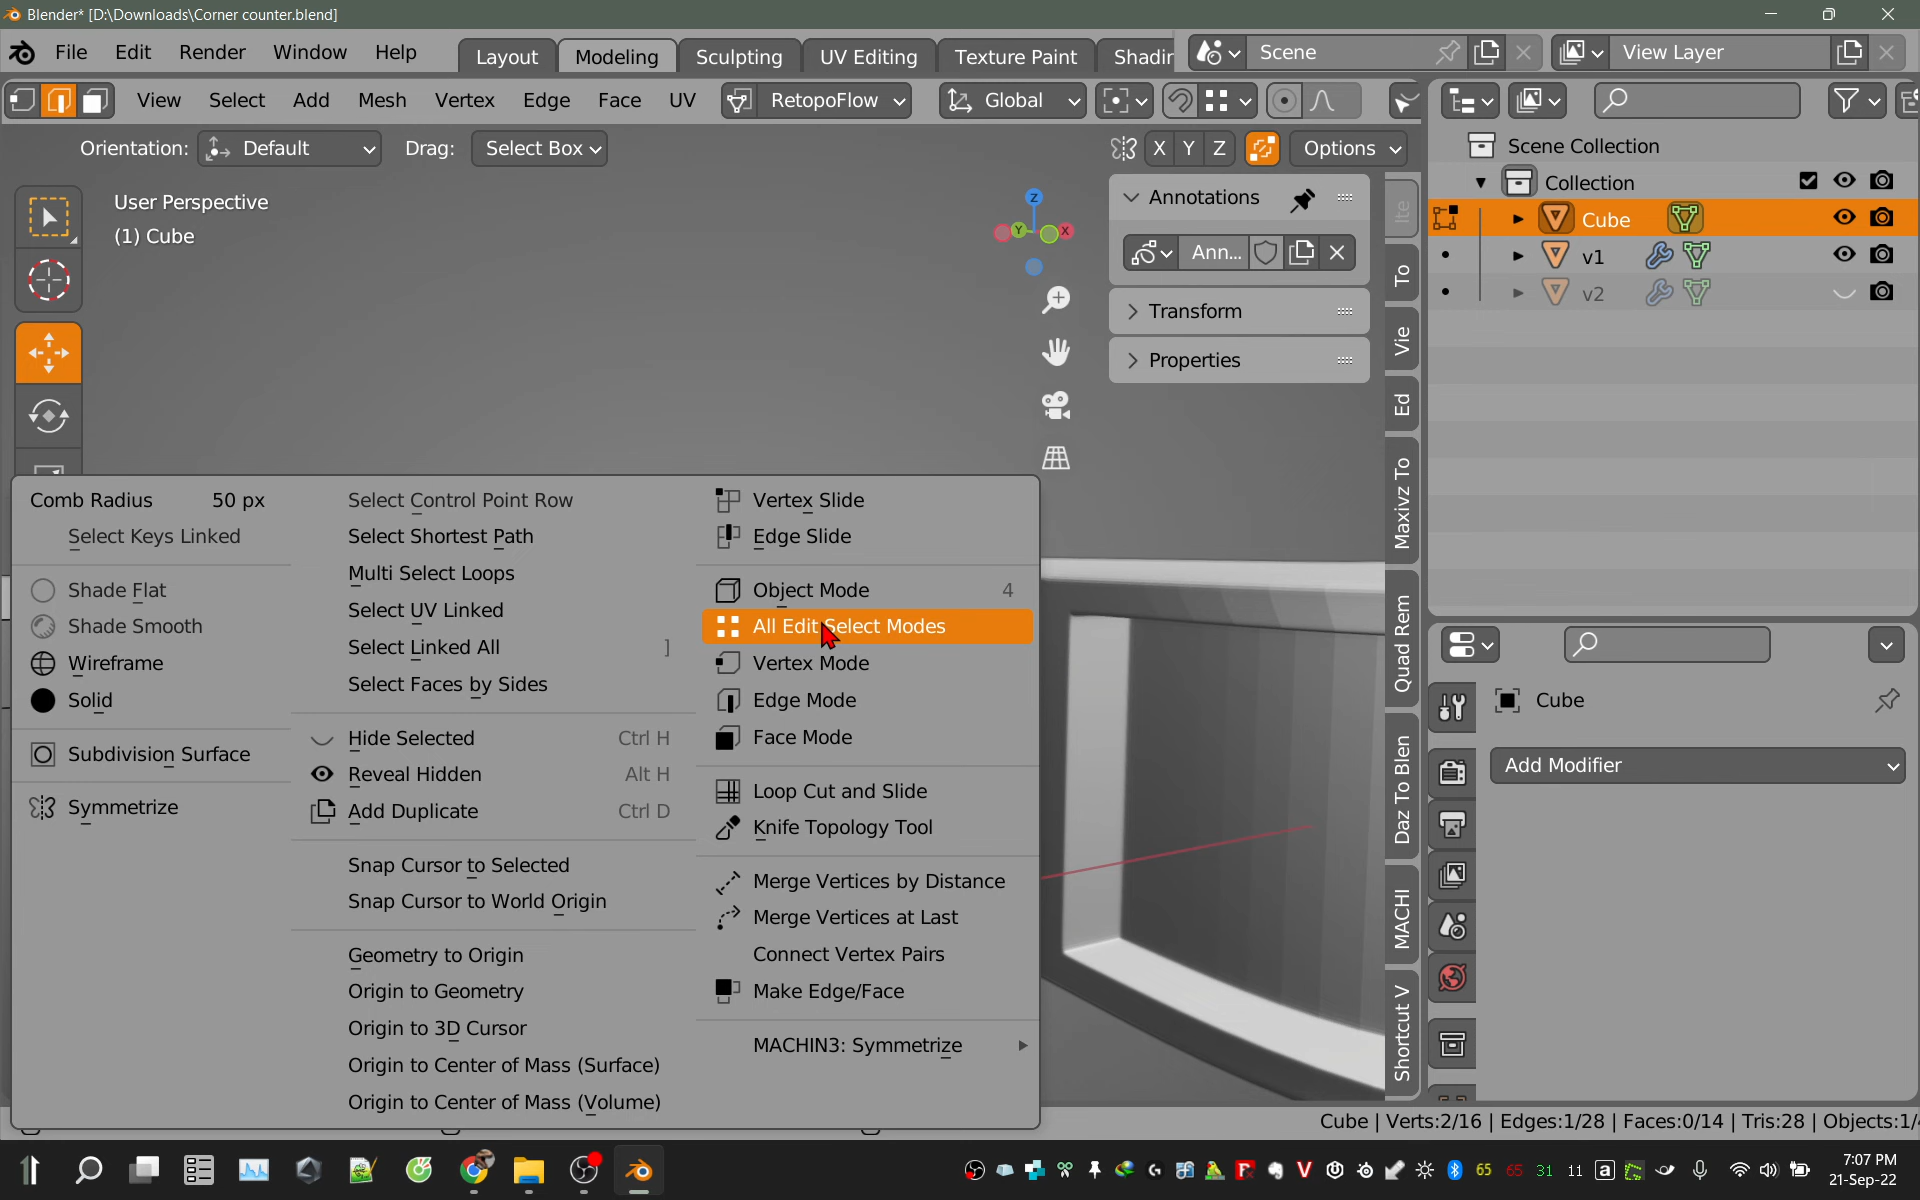 Blender* [D:\Downloads\Corner counter.blend]
File Edit Render Window Help Layout Modeling Sculpting UV Editing Texture Paint Shadin Scene View Layer
View Select Add Mesh Vertex Edge Face UV RetopoFlow Global
Orientation: Default Drag: Select Box X Y Z Options
Scene Collection
Collection
Cube
v1
v2
User Perspective
(1) Cube
Z
Y
X
Annotations
Ann...
Transform
Properties
Ite
To
Vie
Ed
Maxivz To
Quad Rem
Daz To Blen
MACHI
Shortcut V
Comb Radius 50 px
Select Keys Linked
Shade Flat
Shade Smooth
Wireframe
Solid
Subdivision Surface
Symmetrize
Select Control Point Row
Select Shortest Path
Multi Select Loops
Select UV Linked
Select Linked All ]
Select Faces by Sides
Hide Selected Ctrl H
Reveal Hidden Alt H
Add Duplicate Ctrl D
Snap Cursor to Selected
Snap Cursor to World Origin
Geometry to Origin
Origin to Geometry
Origin to 3D Cursor
Origin to Center of Mass (Surface)
Origin to Center of Mass (Volume)
Vertex Slide
Edge Slide
Object Mode 4
All Edit Select Modes
Vertex Mode
Edge Mode
Face Mode
Loop Cut and Slide
Knife Topology Tool
Merge Vertices by Distance
Merge Vertices at Last
Connect Vertex Pairs
Make Edge/Face
MACHIN3: Symmetrize
Cube
Add Modifier
Cube | Verts:2/16 | Edges:1/28 | Faces:0/14 | Tris:28 | Objects:1/
65 65 31 11 a
7:07 PM
21-Sep-22